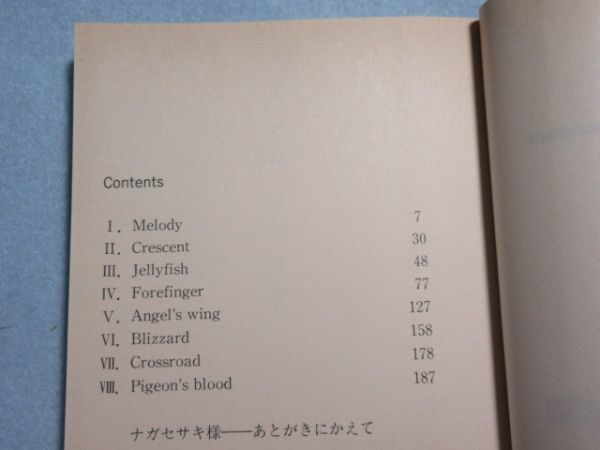 Contents
Ⅰ. Melody 7
Ⅱ. Crescent 30
Ⅲ. Jellyfish 48
Ⅳ. Forefinger 77
Ⅴ. Angel's wing 127
Ⅵ. Blizzard 158
Ⅶ. Crossroad 178
Ⅷ. Pigeon's blood 187
ナガセサキ様——あとがきにかえて